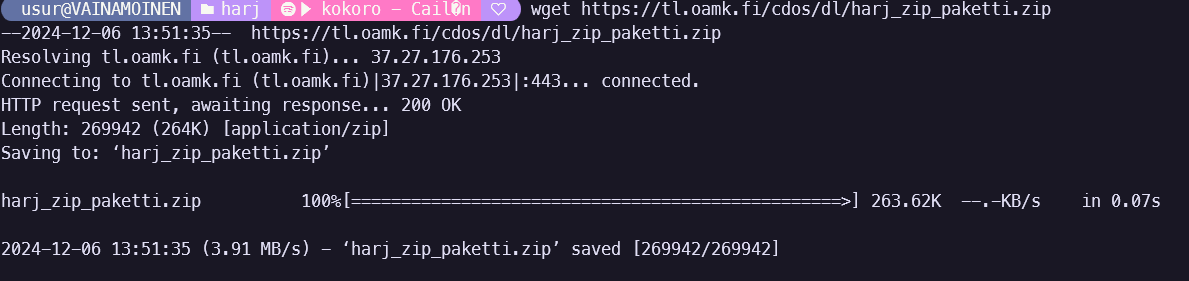 usur@VAINAMOINEN harj kokoro – Cail�n wget https://tl.oamk.fi/cdos/dl/harj_zip_paketti.zip
--2024-12-06 13:51:35--  https://tl.oamk.fi/cdos/dl/harj_zip_paketti.zip
Resolving tl.oamk.fi (tl.oamk.fi)... 37.27.176.253
Connecting to tl.oamk.fi (tl.oamk.fi)|37.27.176.253|:443... connected.
HTTP request sent, awaiting response... 200 OK
Length: 269942 (264K) [application/zip]
Saving to: ‘harj_zip_paketti.zip’
harj_zip_paketti.zip          100%[=================================================>] 263.62K  --.-KB/s    in 0.07s
2024-12-06 13:51:35 (3.91 MB/s) - ‘harj_zip_paketti.zip’ saved [269942/269942]